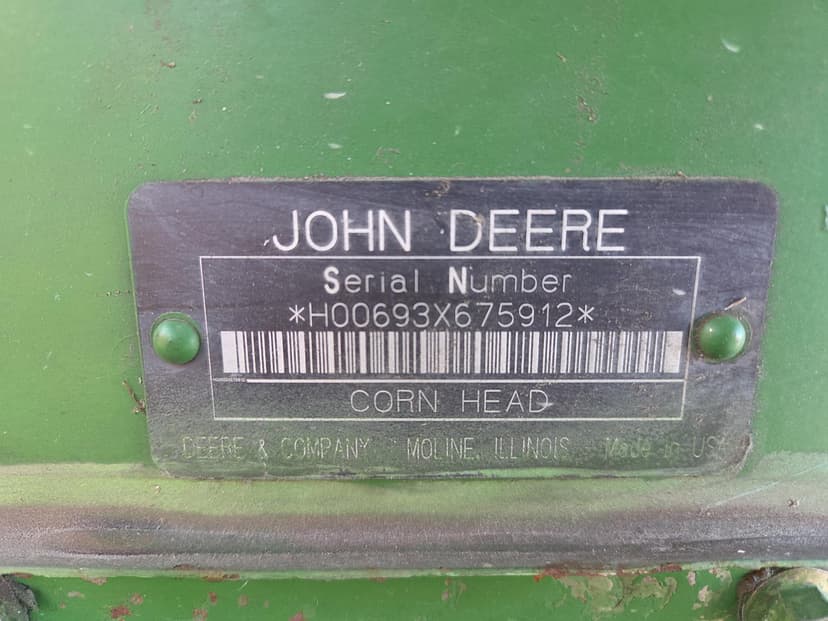 JOHN DEERE
Serial Number
*H00693X675912*
CORN HEAD
DEERE & COMPANY MOLINE, ILLINOIS Made in USA